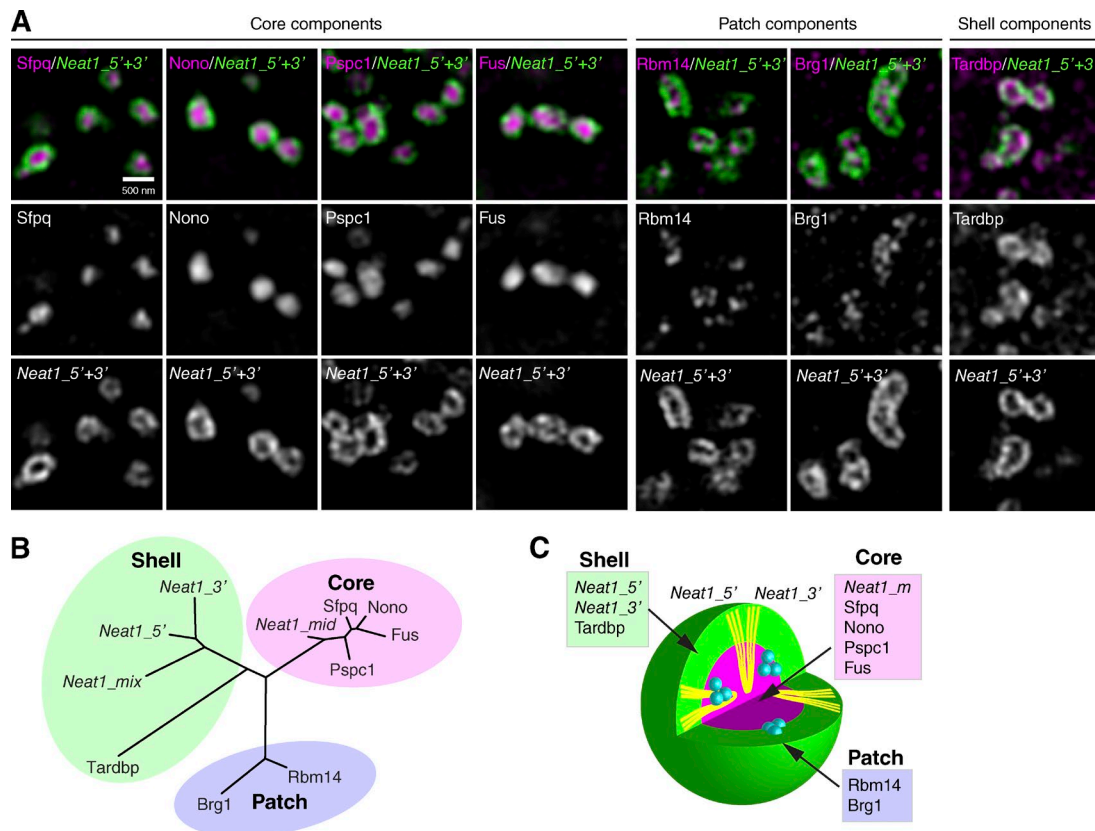 A
Core components
Patch components
Shell components
Sfpq/Neat1_5’+3’
Nono/Neat1_5’+3’
Pspc1/Neat1_5’+3’
Fus/Neat1_5’+3’
Rbm14/Neat1_5’+3’
Brg1/Neat1_5’+3’
Tardbp/Neat1_5’+3
500 nm
Sfpq
Nono
Pspc1
Fus
Rbm14
Brg1
Tardbp
Neat1_5’+3’
Neat1_5’+3’
Neat1_5’+3’
Neat1_5’+3’
Neat1_5’+3’
Neat1_5’+3’
Neat1_5’+3’
B
Shell
Neat1_3’
Neat1_5’
Neat1_mix
Tardbp
Core
Sfpq
Nono
Neat1_mid
Fus
Pspc1
Rbm14
Brg1
Patch
C
Shell
Neat1_5’
Neat1_3’
Tardbp
Neat1_5’
Neat1_3’
Core
Neat1_m
Sfpq
Nono
Pspc1
Fus
Patch
Rbm14
Brg1